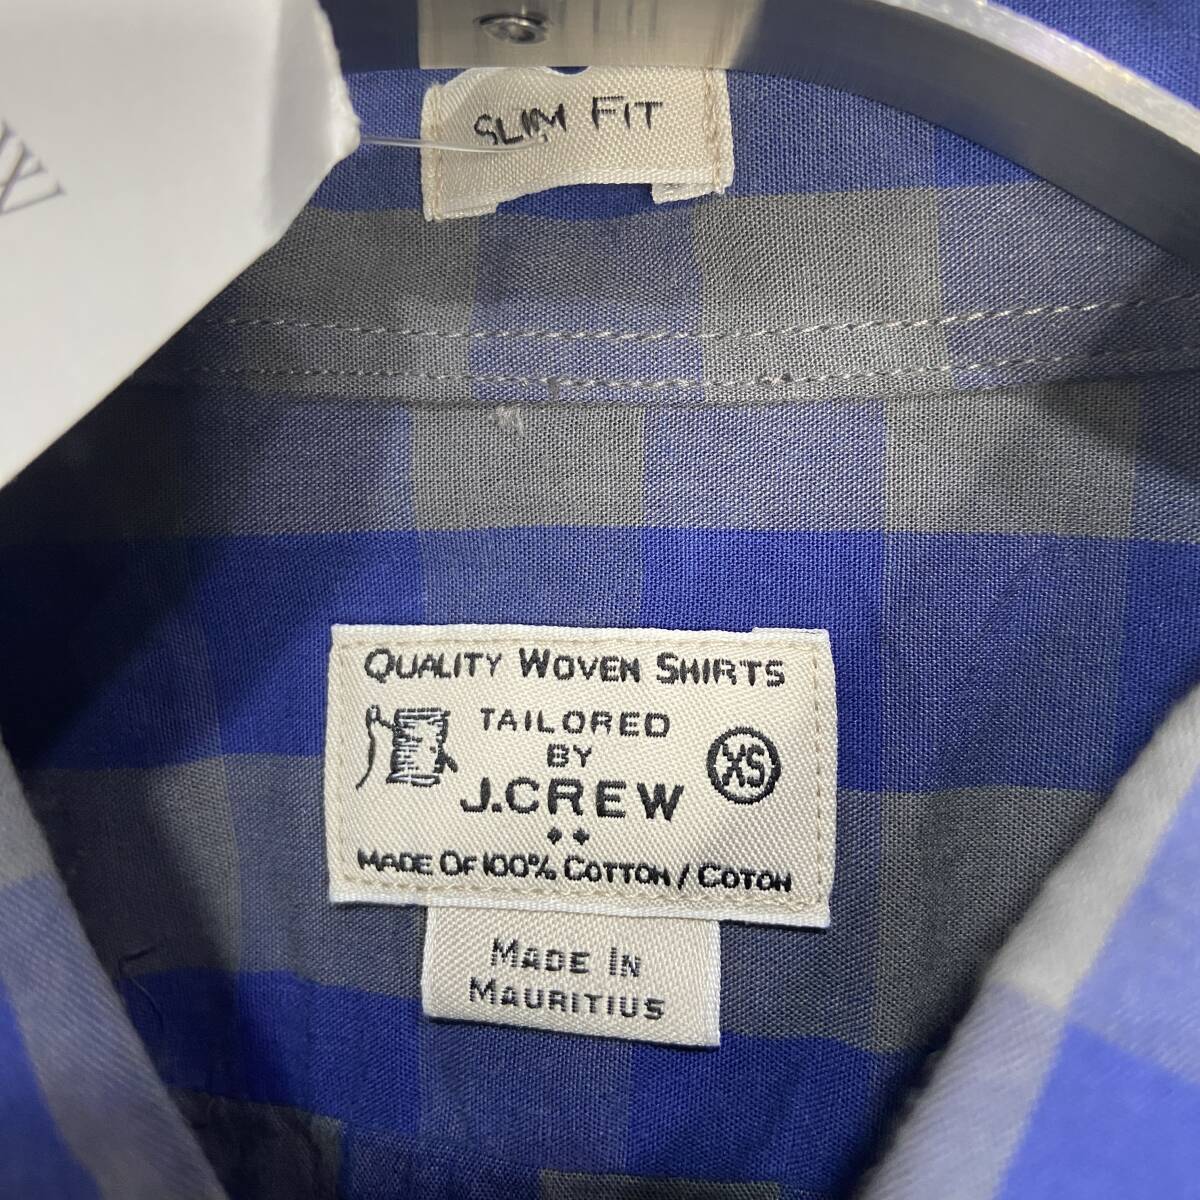 SLIM FIT
QUALITY WOVEN SHIRTS
TAILORED
BY
J.CREW
XS
MADE OF 100% COTTON / COTON
MADE IN
MAURITIUS